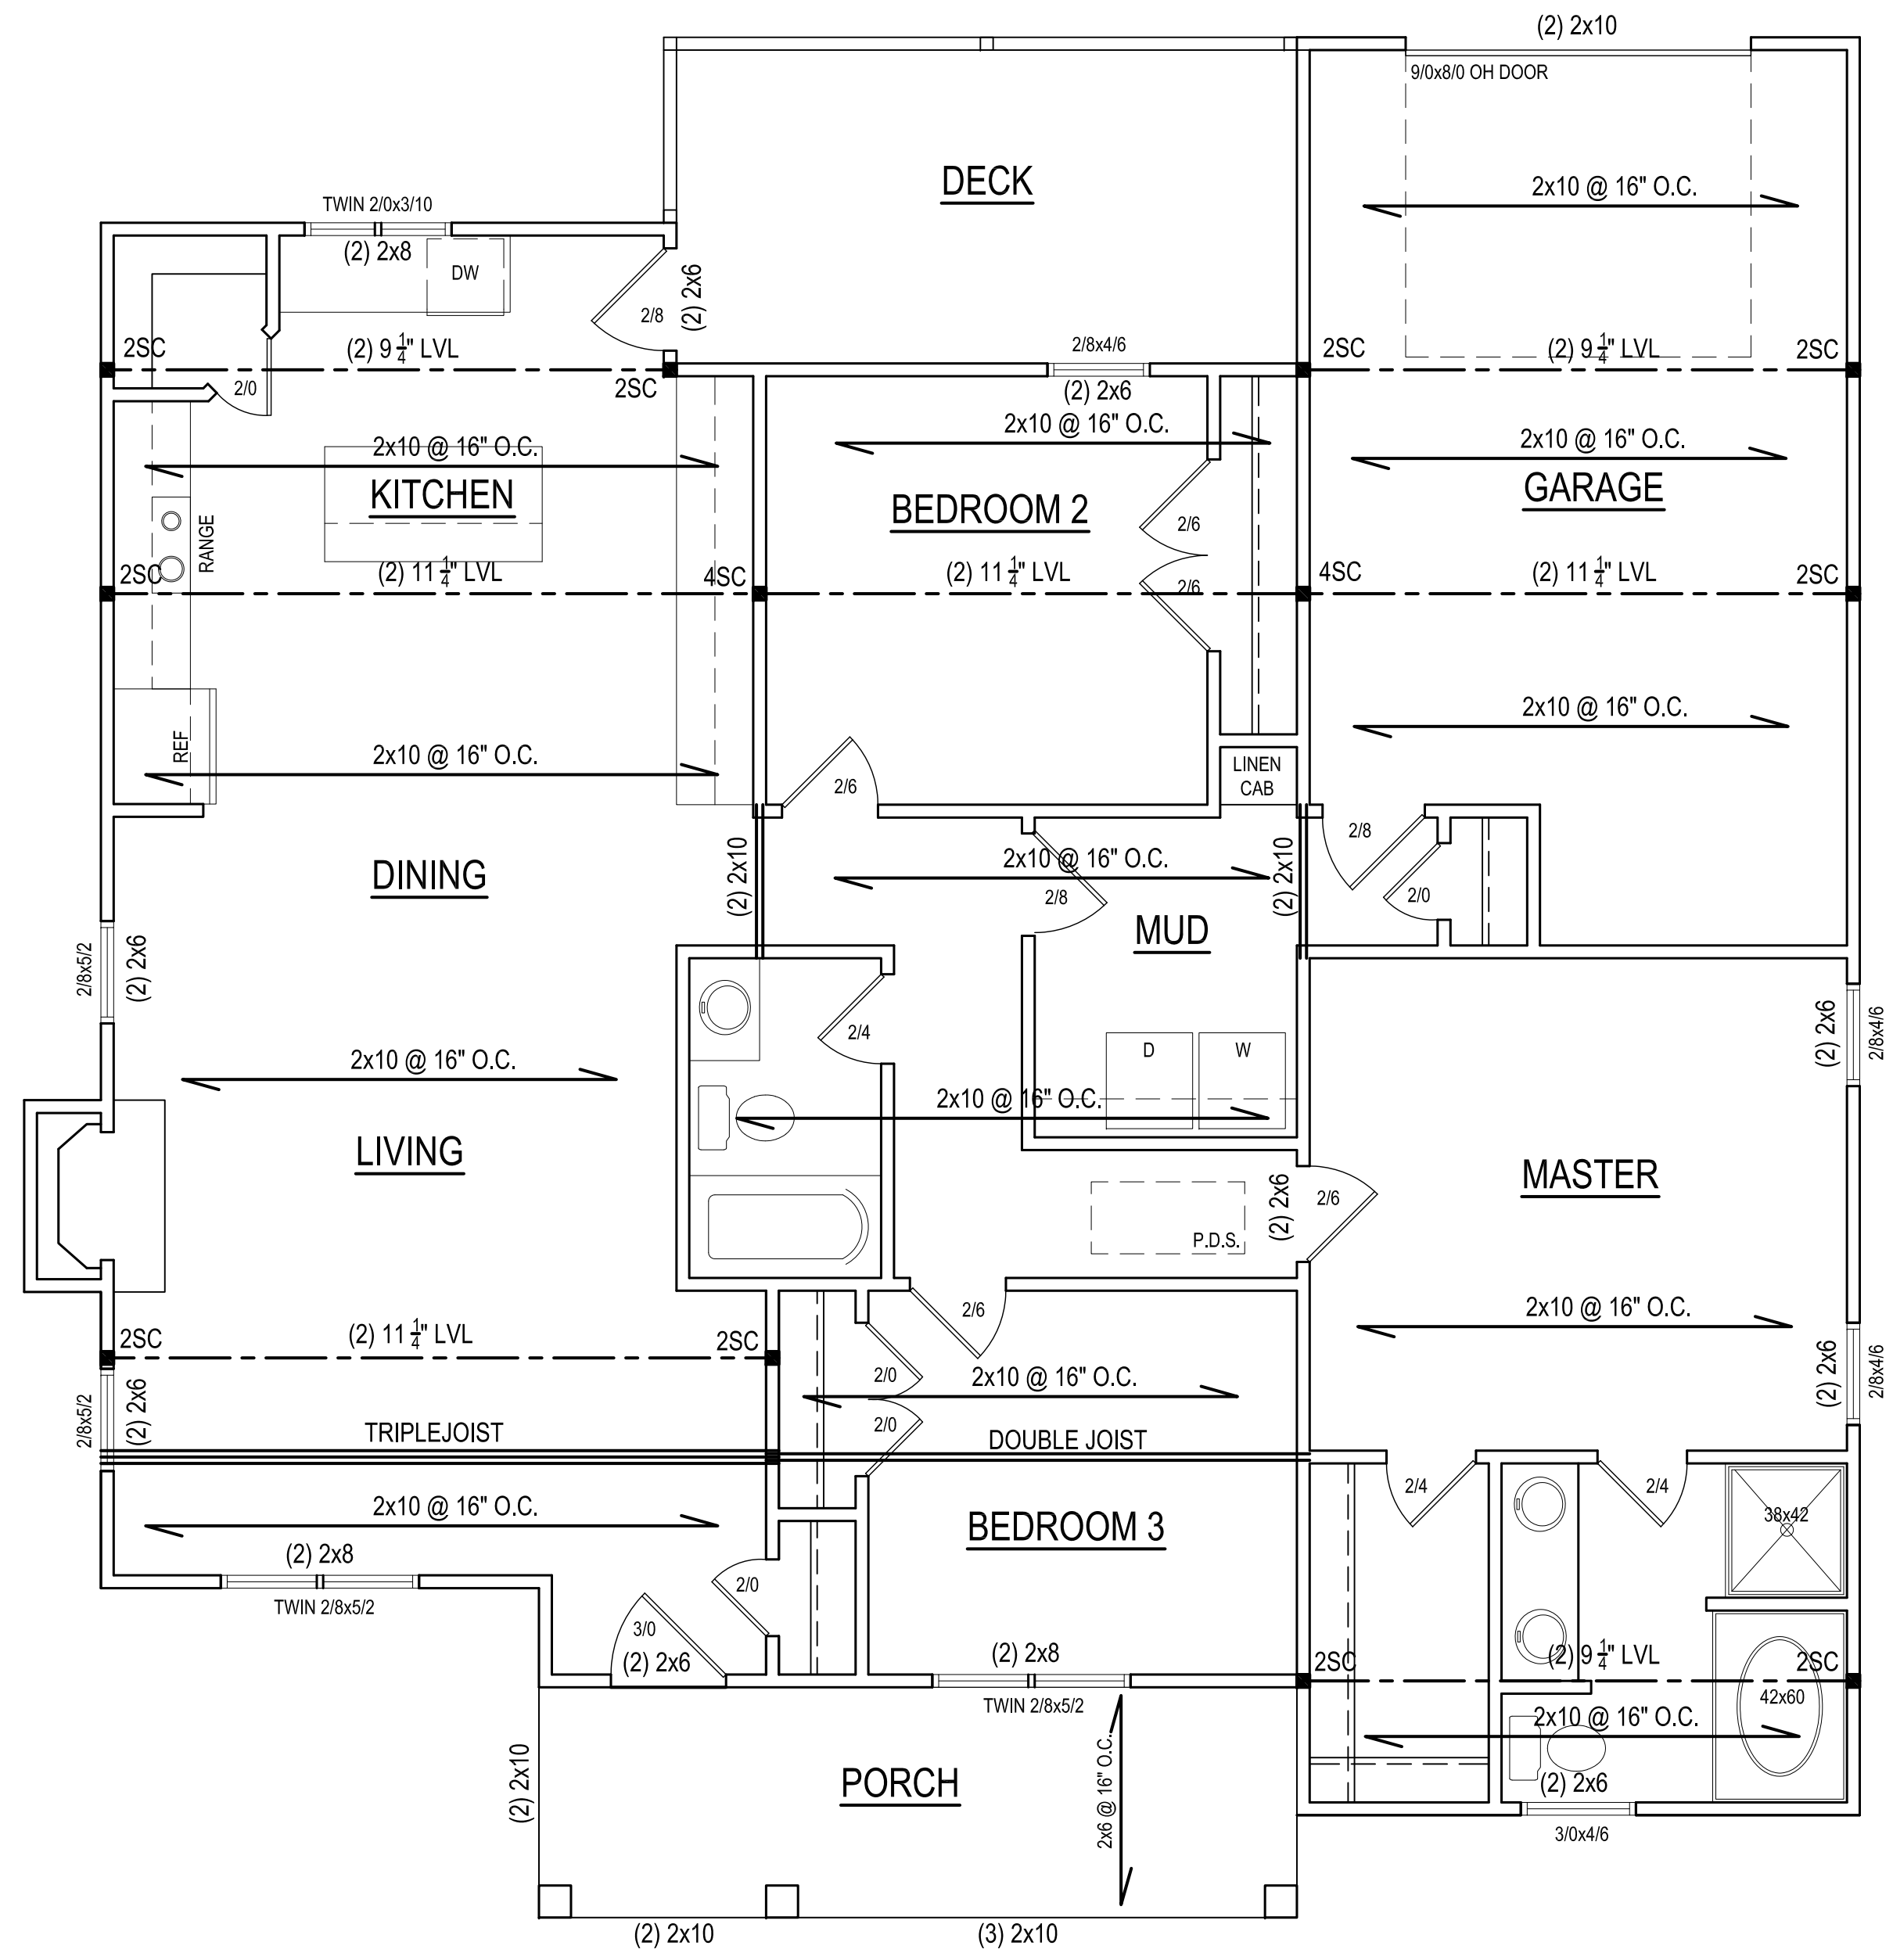 (2) 2x10
9/0x8/0 OH DOOR
DECK
2x10 @ 16" O.C.
TWIN 2/0x3/10
(2) 2x8
DW
(2) 2x6
2/8
2SC
(2) 9 1/4" LVL
2/0
2SC
2/8x4/6
(2) 2x6
2SC
(2) 9 1/4" LVL
2SC
2x10 @ 16" O.C.
2x10 @ 16" O.C.
2x10 @ 16" O.C.
KITCHEN
BEDROOM 2
GARAGE
RANGE
2/6
2SC
(2) 11 1/4" LVL
4SC
(2) 11 1/4" LVL
2/6
4SC
(2) 11 1/4" LVL
2SC
2x10 @ 16" O.C.
REF
2x10 @ 16" O.C.
2/6
LINEN
CAB
2/8
DINING
(2) 2x10
2x10 @ 16" O.C.
(2) 2x10
2/0
2/8
MUD
2/8x5/2
(2) 2x6
2/4
(2) 2x6
2/8x4/6
D
W
2x10 @ 16" O.C.
2x10 @ 16" O.C.
LIVING
MASTER
(2) 2x6
2/6
P.D.S.
2/6
2x10 @ 16" O.C.
2SC
(2) 11 1/4" LVL
2SC
2/0
2x10 @ 16" O.C.
(2) 2x6
2/8x4/6
2/8x5/2
(2) 2x6
TRIPLEJOIST
2/0
DOUBLE JOIST
2/4
2/4
2x10 @ 16" O.C.
BEDROOM 3
38x42
(2) 2x8
TWIN 2/8x5/2
2/0
3/0
(2) 2x6
(2) 2x8
TWIN 2/8x5/2
2SC
(2) 9 1/4" LVL
2SC
42x60
2x10 @ 16" O.C.
(2) 2x10
PORCH
2x6 @ 16" O.C.
(2) 2x6
3/0x4/6
(2) 2x10
(3) 2x10